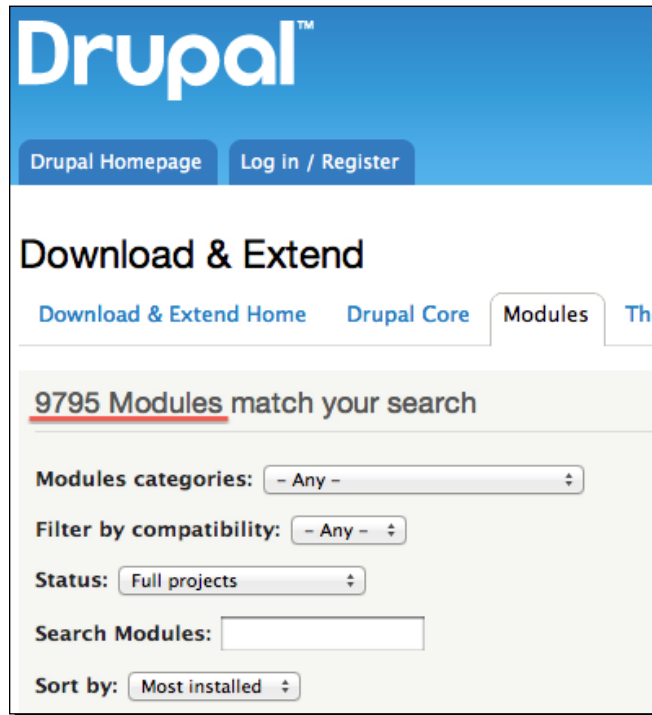 Drupal™
Drupal Homepage Log in / Register
Download & Extend
Download & Extend Home Drupal Core Modules Th
9795 Modules match your search
Modules categories: – Any –
Filter by compatibility: – Any –
Status: Full projects
Search Modules:
Sort by: Most installed